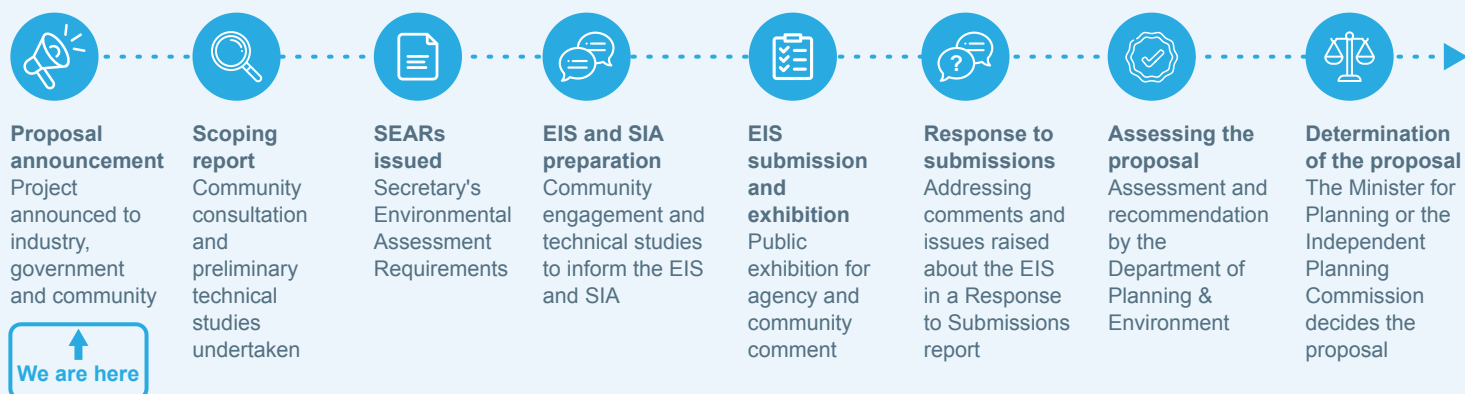 Proposal
announcement
Project
announced to
industry,
government
and community
We are here
Scoping
report
Community
consultation
and
preliminary
technical
studies
undertaken
SEARs
issued
Secretary's
Environmental
Assessment
Requirements
EIS and SIA
preparation
Community
engagement and
technical studies
to inform the EIS
and SIA
EIS
submission
and
exhibition
Public
exhibition for
agency and
community
comment
?
Response to
submissions
Addressing
comments and
issues raised
about the EIS
in a Response
to Submissions
report
Assessing the
proposal
Assessment and
recommendation
by the
Department of
Planning &
Environment
Determination
of the proposal
The Minister for
Planning or the
Independent
Planning
Commission
decides the
proposal